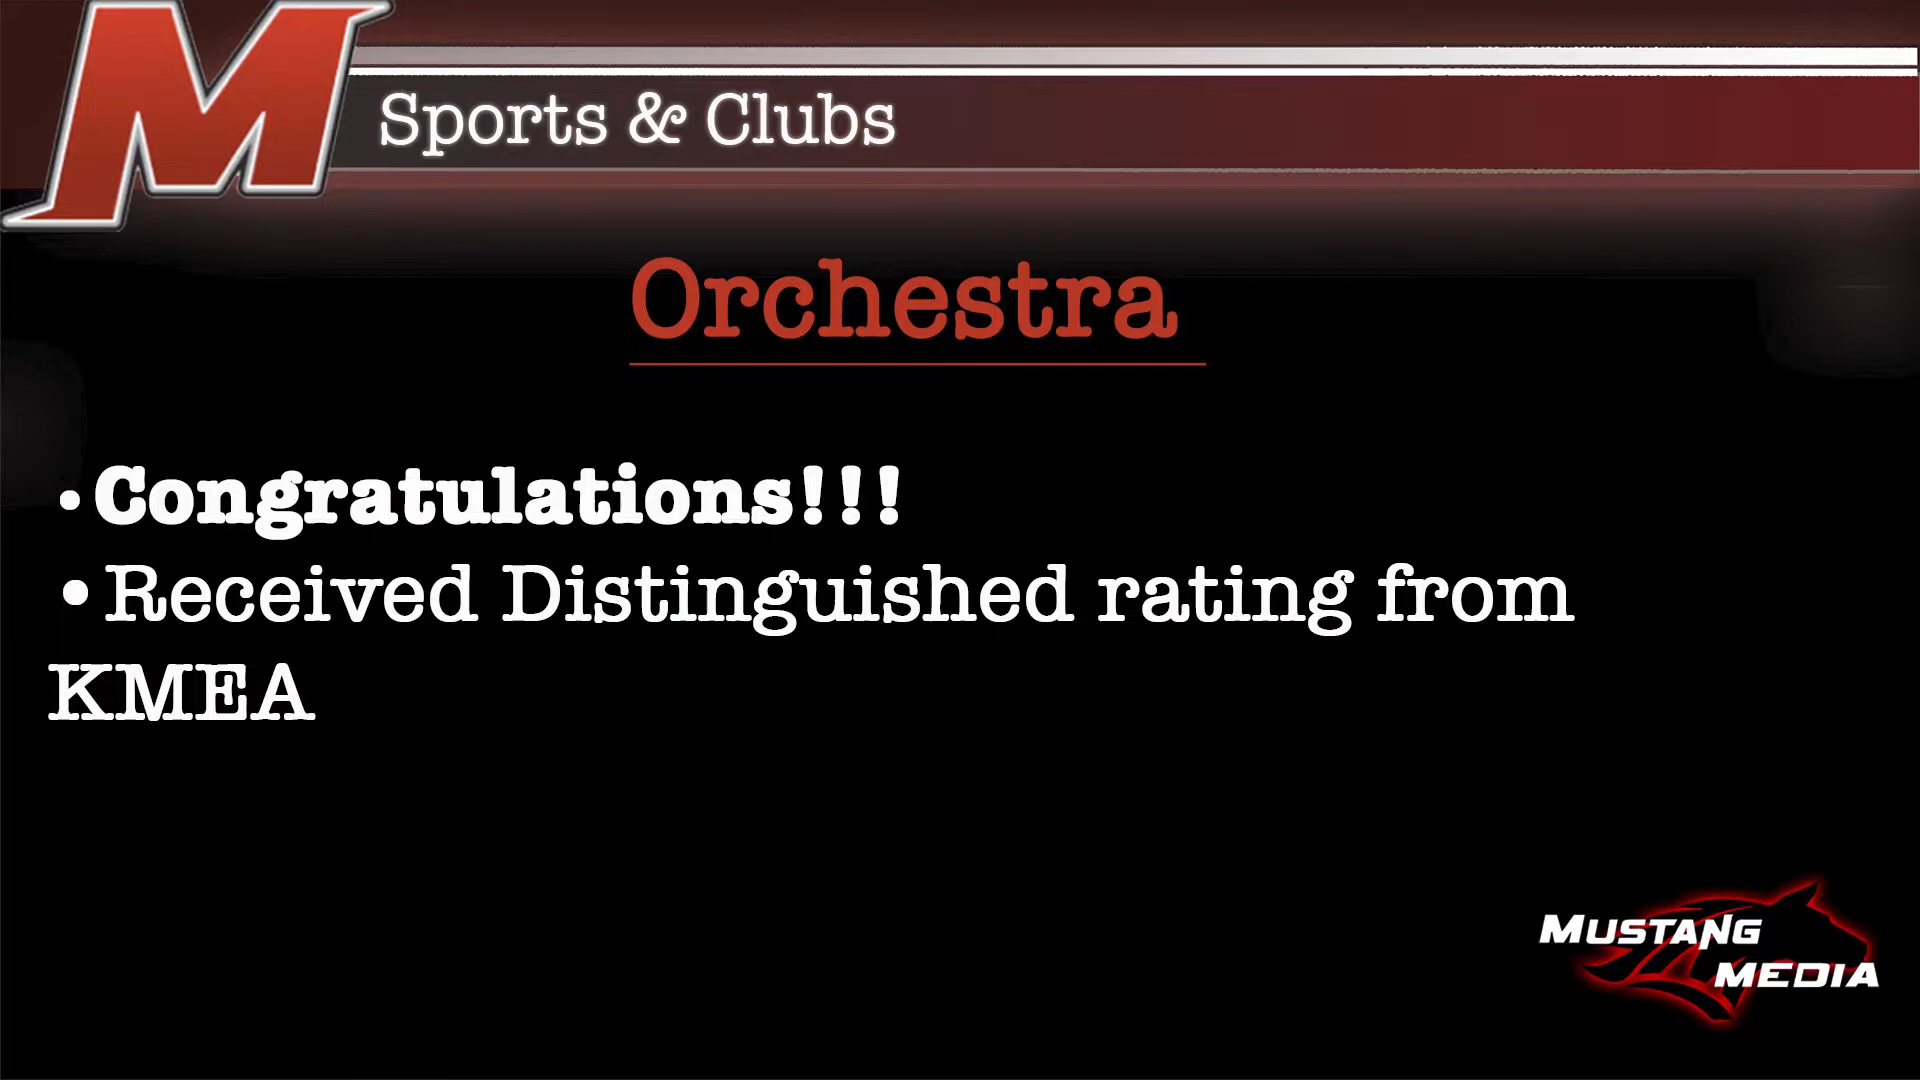 M
Sports & Clubs
Orchestra
• Congratulations!!!
• Received Distinguished rating from
KMEA
MUSTANG
MEDIA